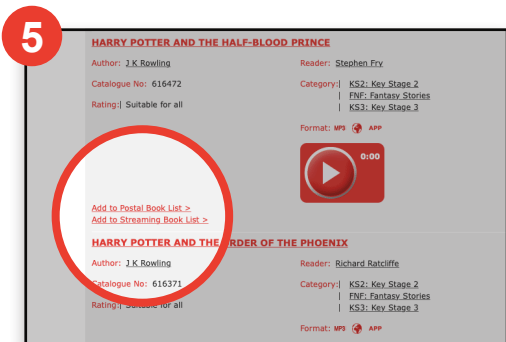 5
HARRY POTTER AND THE HALF-BLOOD PRINCE
Author: J K Rowling
Reader: Stephen Fry
Catalogue No: 616472
Category:| KS2: Key Stage 2
| FNF: Fantasy Stories
| KS3: Key Stage 3
Rating:| Suitable for all
Format: MP3 APP
0:00
Add to Postal Book List >
Add to Streaming Book List >
HARRY POTTER AND THE ORDER OF THE PHOENIX
Author: J K Rowling
Reader: Richard Ratcliffe
Catalogue No: 616371
Category:| KS2: Key Stage 2
| FNF: Fantasy Stories
| KS3: Key Stage 3
Rating:| Suitable for all
Format: MP3 APP